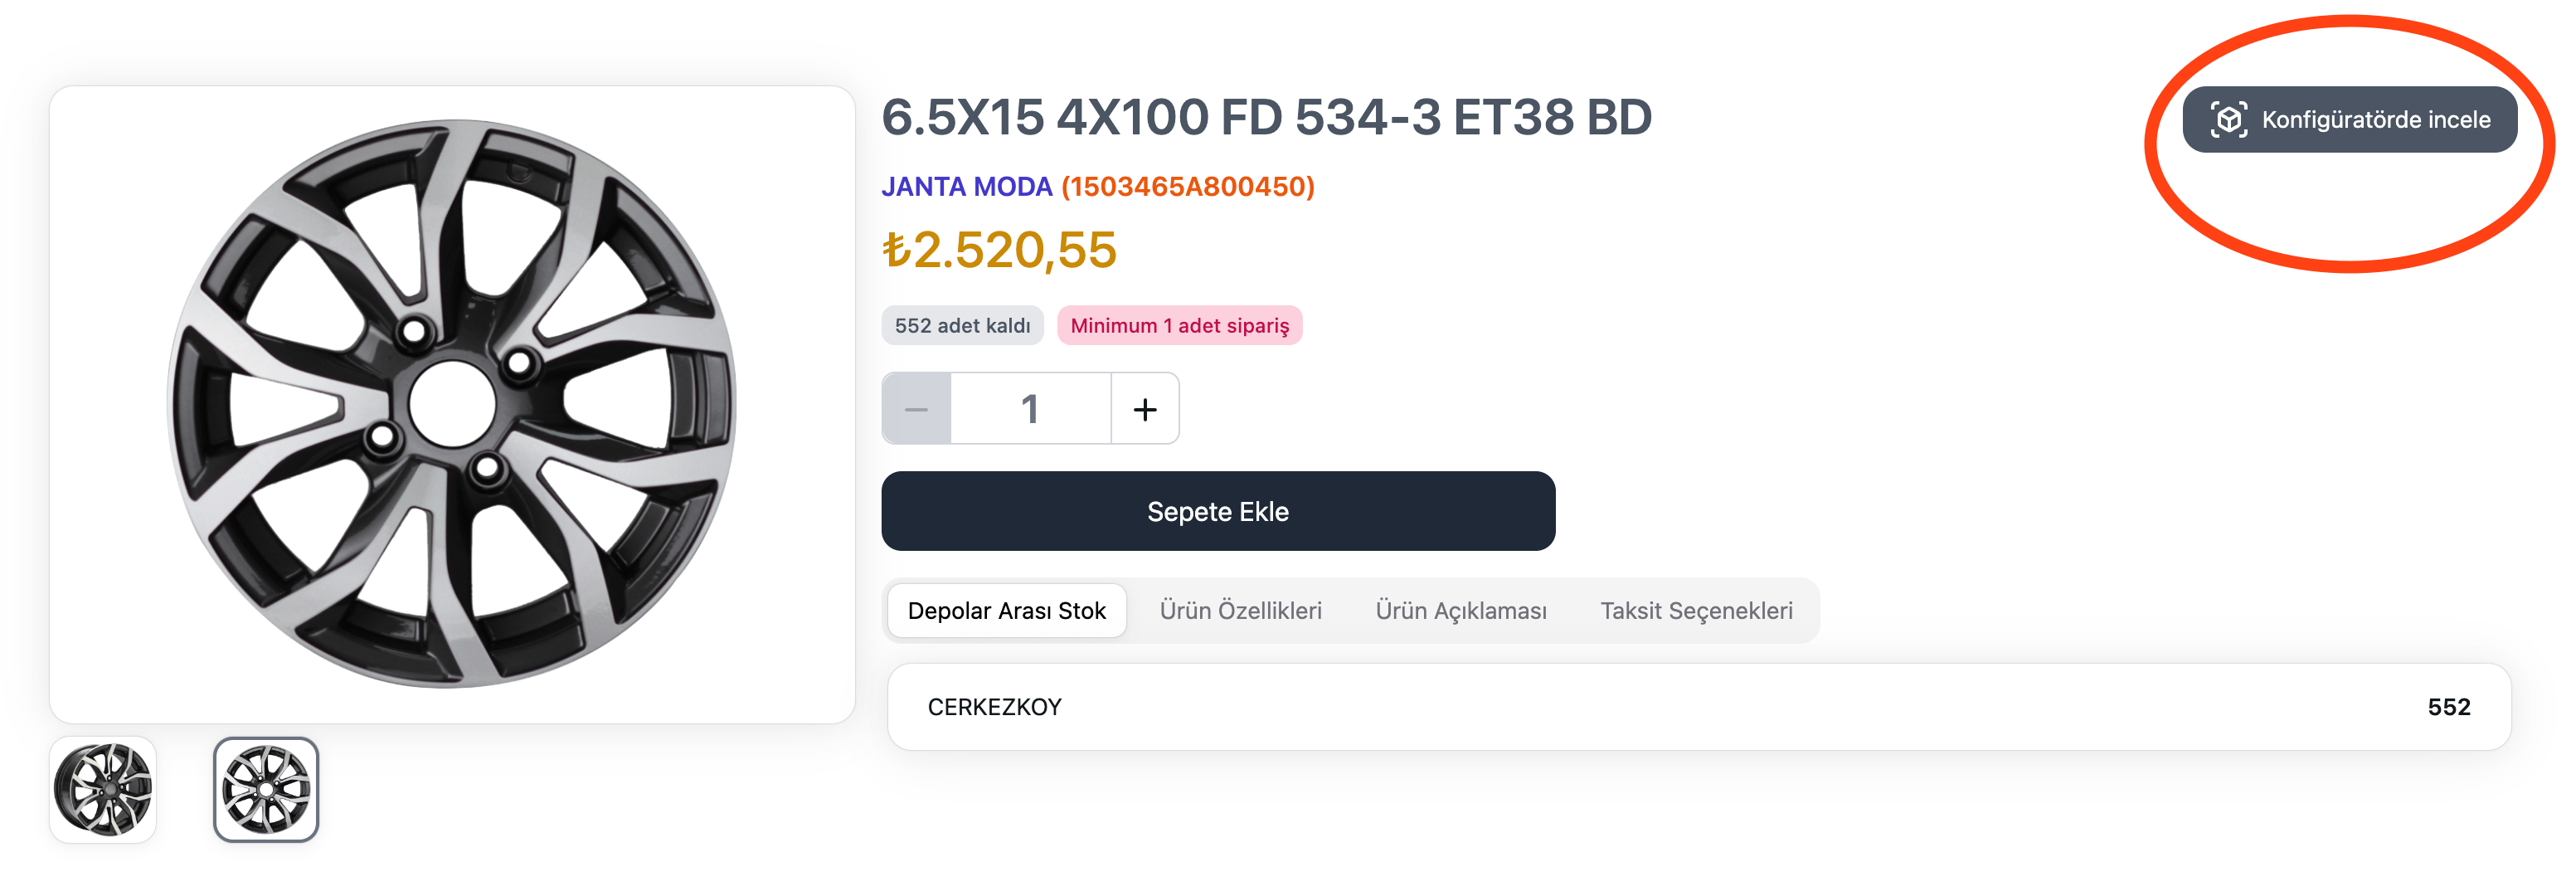 6.5X15 4X100 FD 534-3 ET38 BD
Konfigüratörde incele
JANTA MODA (1503465A800450)
₺2.520,55
552 adet kaldı
Minimum 1 adet sipariş
1
Sepete Ekle
Depolar Arası Stok
Ürün Özellikleri
Ürün Açıklaması
Taksit Seçenekleri
CERKEZKOY
552